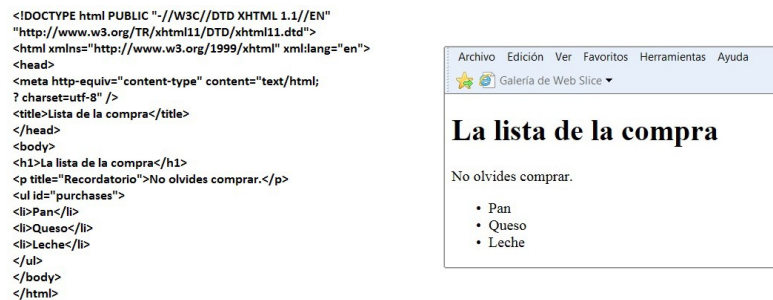 <!DOCTYPE html PUBLIC "-//W3C//DTD XHTML 1.1//EN"
"http://www.w3.org/TR/xhtml11/DTD/xhtml11.dtd">
<html xmlns="http://www.w3.org/1999/xhtml" xml:lang="en">
<head>
<meta http-equiv="content-type" content="text/html;
? charset=utf-8" />
<title>Lista de la compra</title>
</head>
<body>
<h1>La lista de la compra</h1>
<p title="Recordatorio">No olvides comprar.</p>
<ul id="purchases">
<li>Pan</li>
<li>Queso</li>
<li>Leche</li>
</ul>
</body>
</html>
Archivo Edición Ver Favoritos Herramientas Ayuda
Galería de Web Slice
La lista de la compra
No olvides comprar.
• Pan
• Queso
• Leche